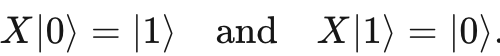 X|0⟩ = |1⟩ and X|1⟩ = |0⟩.